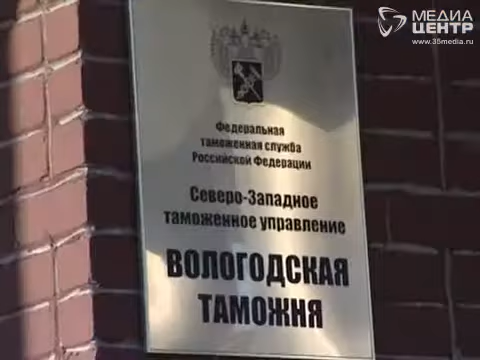 МЕДИА
ЦЕНТР
www.35media.ru
Федеральная
таможенная служба
Российской Федерации
Северо-Западное
таможенное управление
ВОЛОГОДСКАЯ
ТАМОЖНЯ